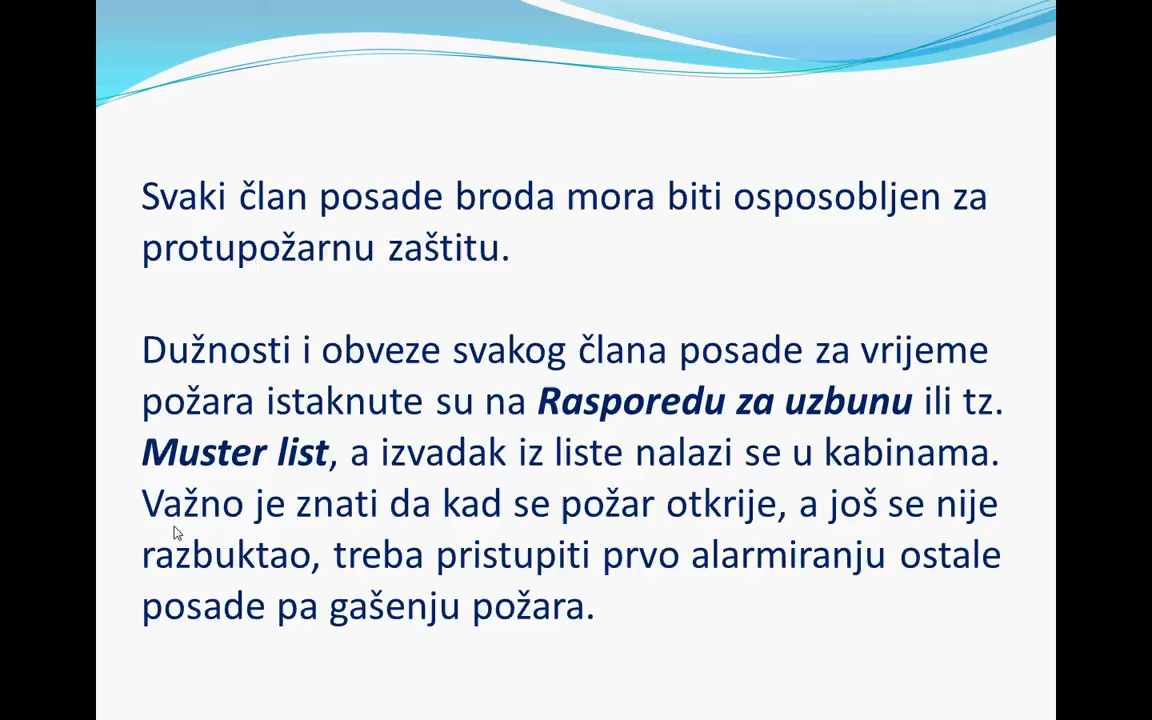 Svaki član posade broda mora biti osposobljen za
protupožarnu zaštitu.
Dužnosti i obveze svakog člana posade za vrijeme
požara istaknute su na Rasporedu za uzbunu ili tz.
Muster list, a izvadak iz liste nalazi se u kabinama.
Važno je znati da kad se požar otkrije, a još se nije
razbuktao, treba pristupiti prvo alarmiranju ostale
posade pa gašenju požara.